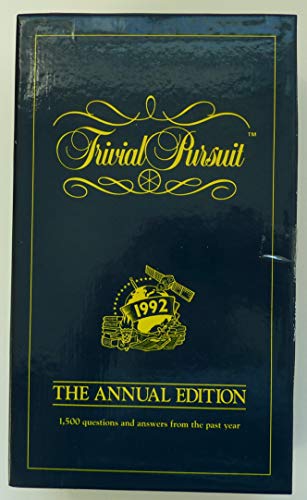 Trivial Pursuit™
1992
THE ANNUAL EDITION
1,500 questions and answers from the past year